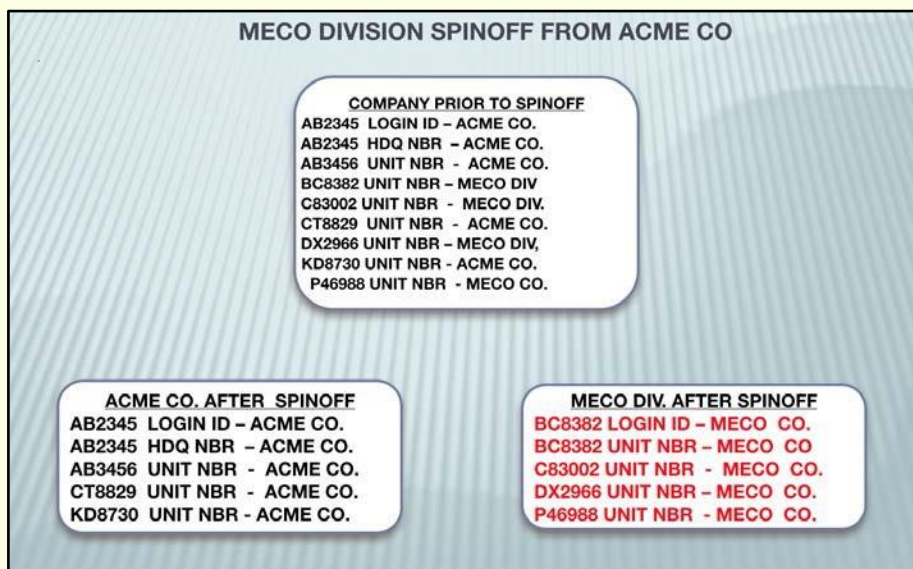 MECO DIVISION SPINOFF FROM ACME CO
COMPANY PRIOR TO SPINOFF
AB2345 LOGIN ID – ACME CO.
AB2345 HDQ NBR – ACME CO.
AB3456 UNIT NBR - ACME CO.
BC8382 UNIT NBR – MECO DIV
C83002 UNIT NBR - MECO DIV.
CT8829 UNIT NBR - ACME CO.
DX2966 UNIT NBR – MECO DIV,
KD8730 UNIT NBR - ACME CO.
P46988 UNIT NBR - MECO CO.
ACME CO. AFTER SPINOFF
AB2345 LOGIN ID – ACME CO.
AB2345 HDQ NBR – ACME CO.
AB3456 UNIT NBR - ACME CO.
CT8829 UNIT NBR - ACME CO.
KD8730 UNIT NBR - ACME CO.
MECO DIV. AFTER SPINOFF
BC8382 LOGIN ID – MECO CO.
BC8382 UNIT NBR – MECO CO
C83002 UNIT NBR - MECO CO.
DX2966 UNIT NBR – MECO CO.
P46988 UNIT NBR - MECO CO.